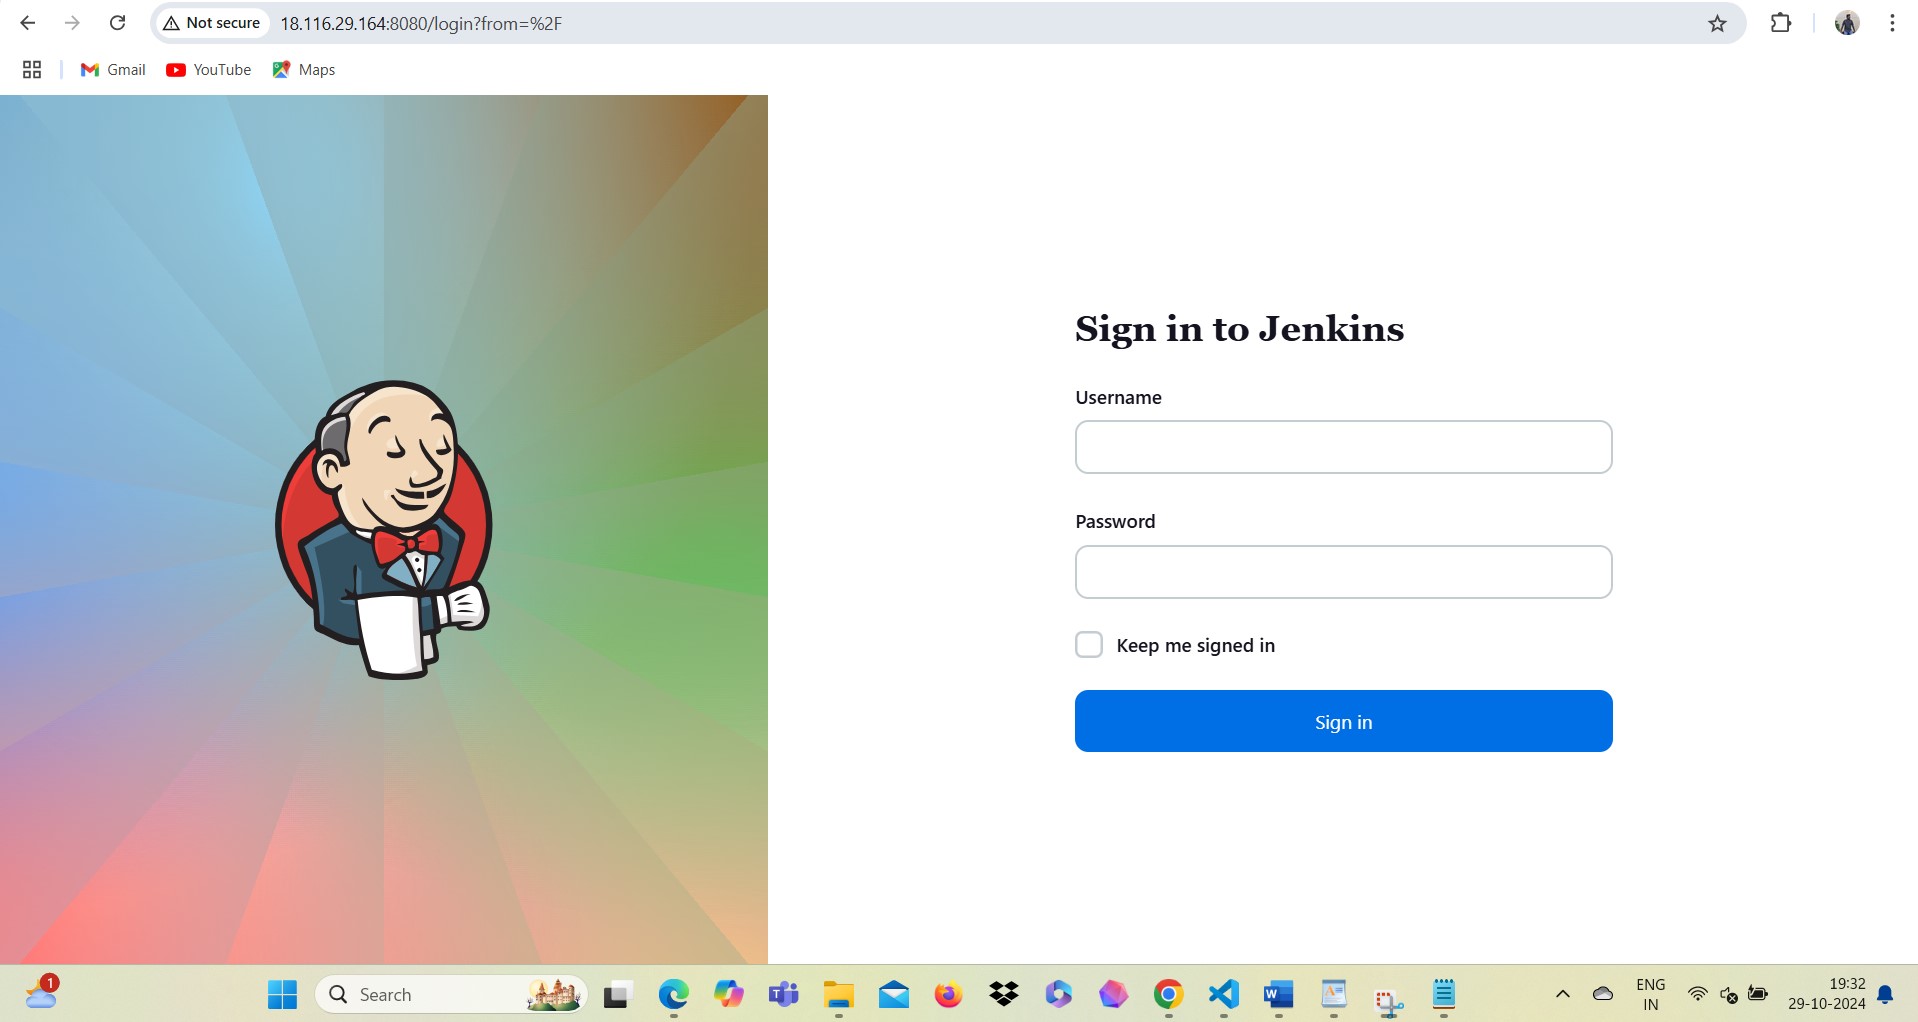 Not secure 18.116.29.164:8080/login?from=%2F
Gmail YouTube Maps
Sign in to Jenkins
Username
Password
Keep me signed in
Sign in
1
Search
ENG
IN
19:32
29-10-2024